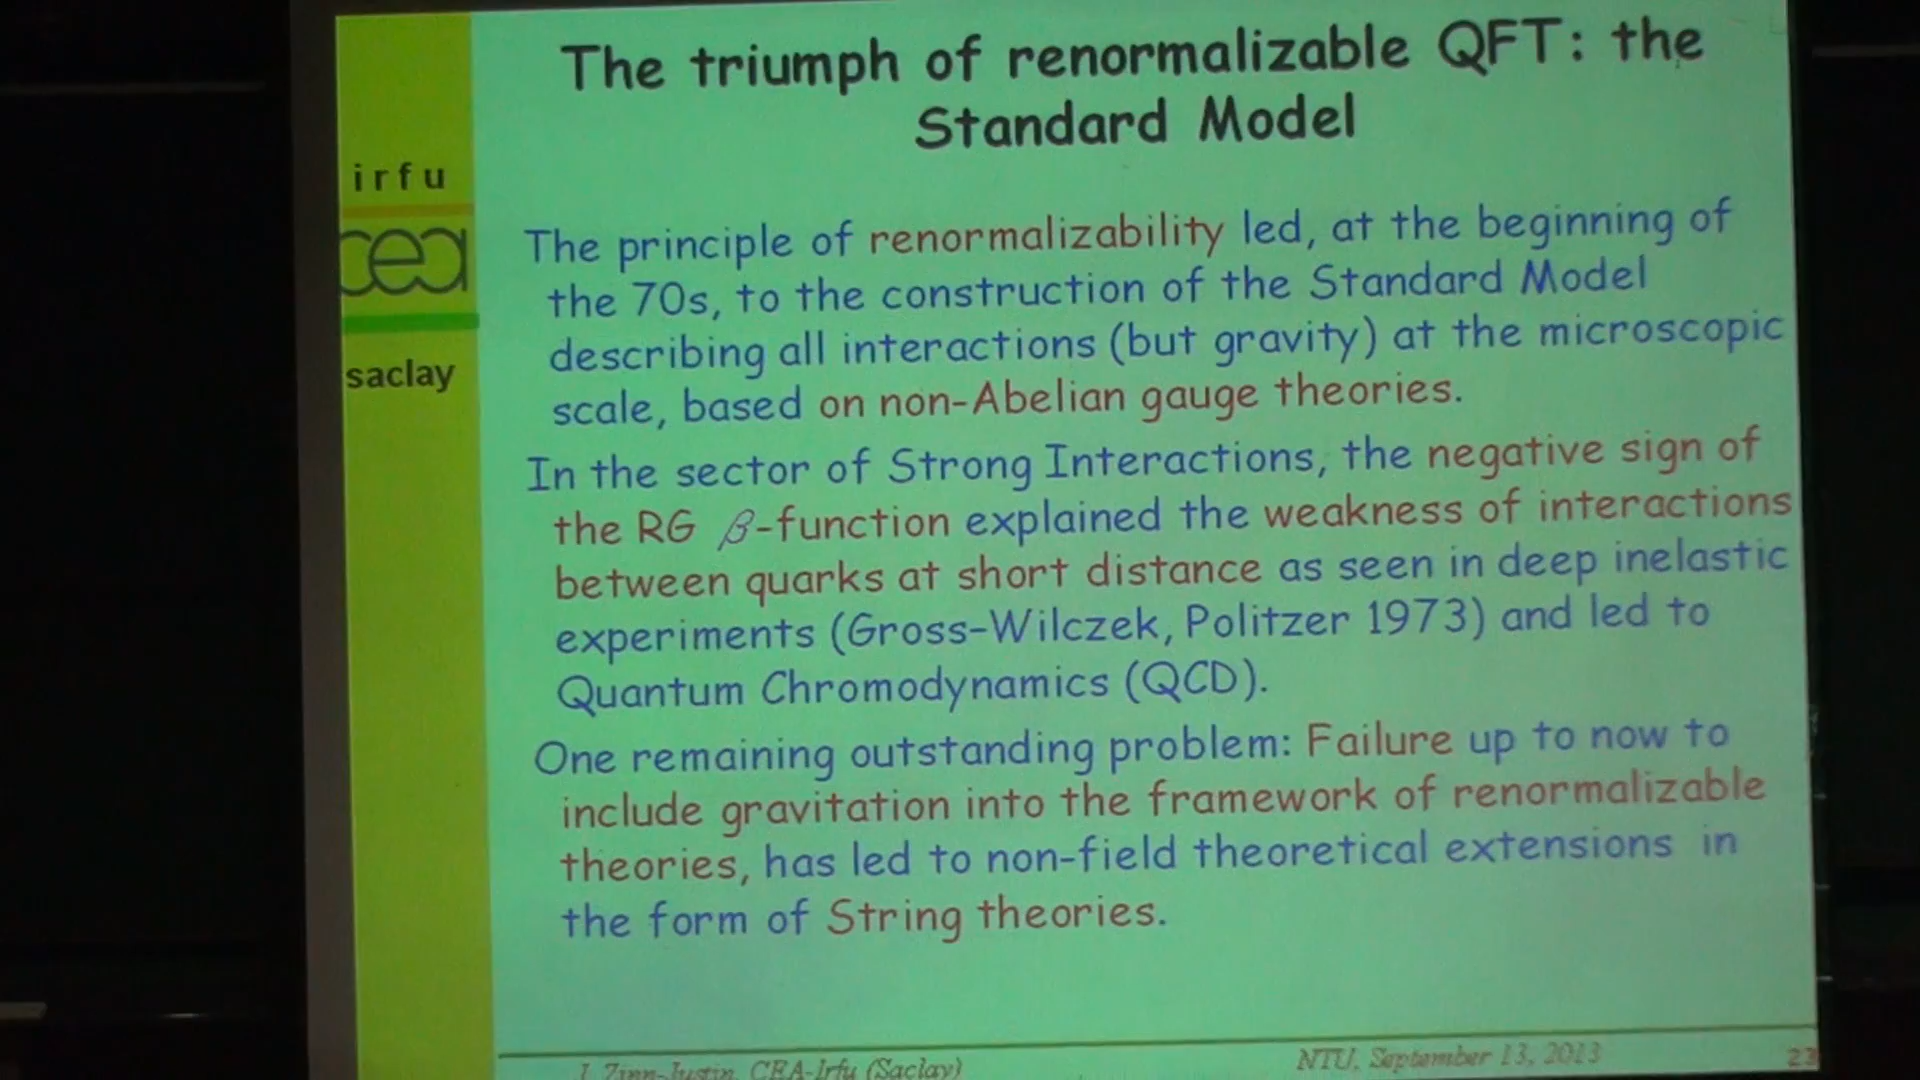 The triumph of renormalizable QFT: the
Standard Model
irfu
cea
saclay
The principle of renormalizability led, at the beginning of
the 70s, to the construction of the Standard Model
describing all interactions (but gravity) at the microscopic
scale, based on non-Abelian gauge theories.
In the sector of Strong Interactions, the negative sign of
the RG β-function explained the weakness of interactions
between quarks at short distance as seen in deep inelastic
experiments (Gross-Wilczek, Politzer 1973) and led to
Quantum Chromodynamics (QCD).
One remaining outstanding problem: Failure up to now to
include gravitation into the framework of renormalizable
theories, has led to non-field theoretical extensions in
the form of String theories.
J. Zinn-Justin, CEA-Irfu (Saclay)
NTU, September 13, 2013
23